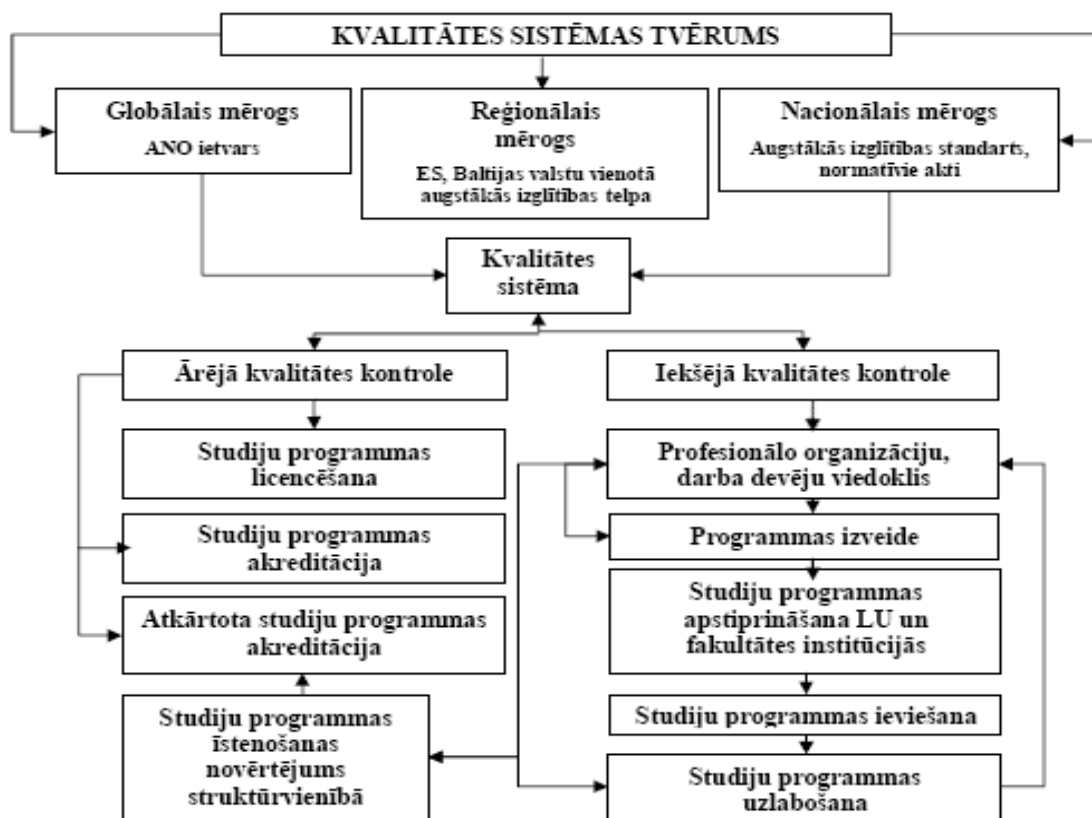 KVALITĀTES SISTĒMAS TVĒRUMS
Globālais mērogs
ANO ietvars
Reģionālais
mērogs
ES, Baltijas valstu vienotā
augstākās izglītības telpa
Nacionālais mērogs
Augstākās izglītības standarts,
normatīvie akti
Kvalitātes
sistēma
Ārējā kvalitātes kontrole
Studiju programmas
licencēšana
Studiju programmas
akreditācija
Atkārtota studiju programmas
akreditācija
Studiju programmas
īstenošanas
novērtējums
struktūrvienībā
Iekšējā kvalitātes kontrole
Profesionālo organizāciju,
darba devēju viedoklis
Programmas izveide
Studiju programmas
apstiprināšana LU un
fakultātes institūcijās
Studiju programmas ieviešana
Studiju programmas
uzlabošana